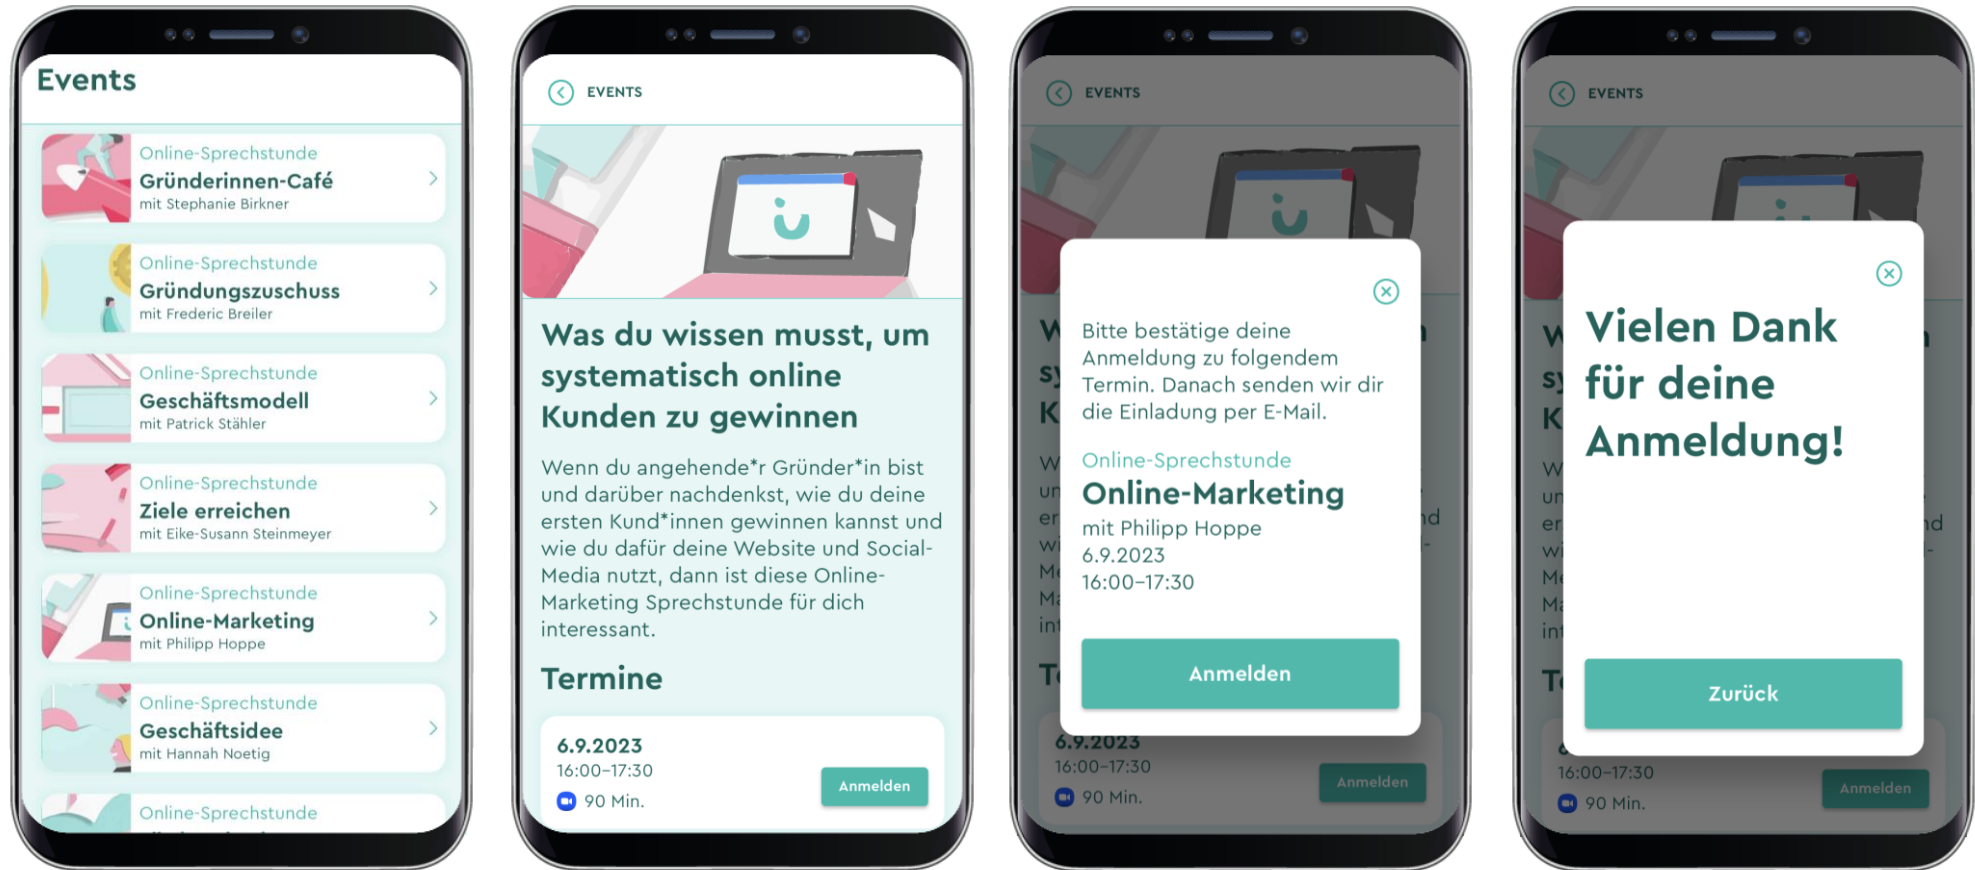 Events
Online-Sprechstunde
Gründerinnen-Café
mit Stephanie Birkner
Online-Sprechstunde
Gründungszuschuss
mit Frederic Breiler
Online-Sprechstunde
Geschäftsmodell
mit Patrick Stähler
Online-Sprechstunde
Ziele erreichen
mit Eike-Susann Steinmeyer
Online-Sprechstunde
Online-Marketing
mit Philipp Hoppe
Online-Sprechstunde
Geschäftsidee
mit Hannah Noetig
Online-Sprechstunde
EVENTS
Was du wissen musst, um
systematisch online
Kunden zu gewinnen
Wenn du angehende*r Gründer*in bist
und darüber nachdenkst, wie du deine
ersten Kund*innen gewinnen kannst und
wie du dafür deine Website und Social-
Media nutzt, dann ist diese Online-
Marketing Sprechstunde für dich
interessant.
Termine
6.9.2023
16:00–17:30
90 Min.
Anmelden
EVENTS
Bitte bestätige deine
Anmeldung zu folgendem
Termin. Danach senden wir dir
die Einladung per E-Mail.
Online-Sprechstunde
Online-Marketing
mit Philipp Hoppe
6.9.2023
16:00–17:30
Anmelden
6.9.2023
16:00–17:30
90 Min.
Anmelden
EVENTS
Vielen Dank
für deine
Anmeldung!
Zurück
16:00–17:30
90 Min.
Anmelden